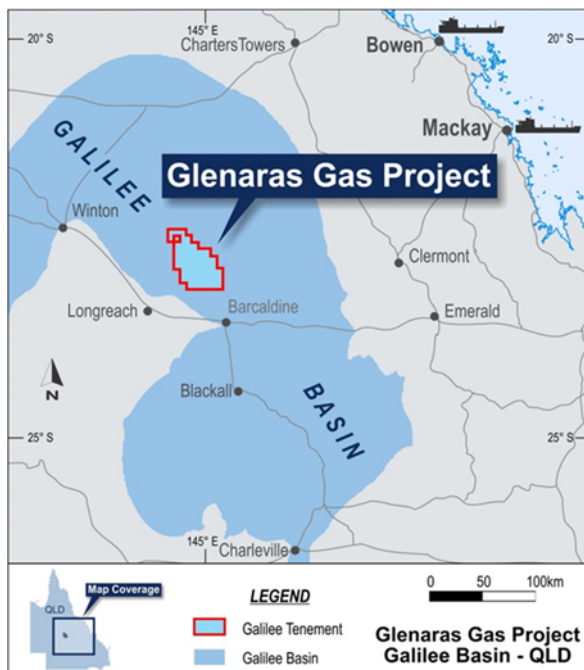 145° E
20° S
20° S
Charters Towers
Bowen
Mackay
GALILEE
Glenaras Gas Project
Winton
Clermont
Longreach
Barcaldine
Emerald
Blackall
N
BASIN
25° S
25° S
145° E
Charleville
Map Coverage
QLD
LEGEND
Galilee Tenement
Galilee Basin
0 50 100km
Glenaras Gas Project
Galilee Basin - QLD